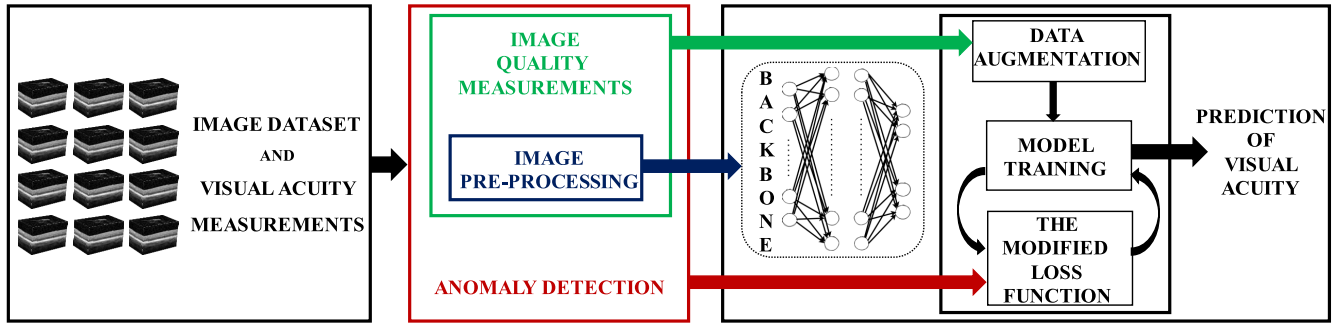 IMAGE DATASET
AND
VISUAL ACUITY
MEASUREMENTS
IMAGE
QUALITY
MEASUREMENTS
IMAGE
PRE-PROCESSING
ANOMALY DETECTION
BACKBONE
DATA
AUGMENTATION
MODEL
TRAINING
THE
MODIFIED
LOSS
FUNCTION
PREDICTION
OF
VISUAL
ACUITY